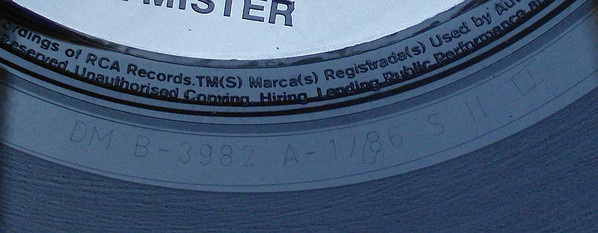 MISTER
dings of RCA Records.TM(S) Marca(s) Registrada(s) Used by Au
Reserved Unauthorised Copying, Hiring, Lending Public Performance a
DM B-3982 A-1/86 S II